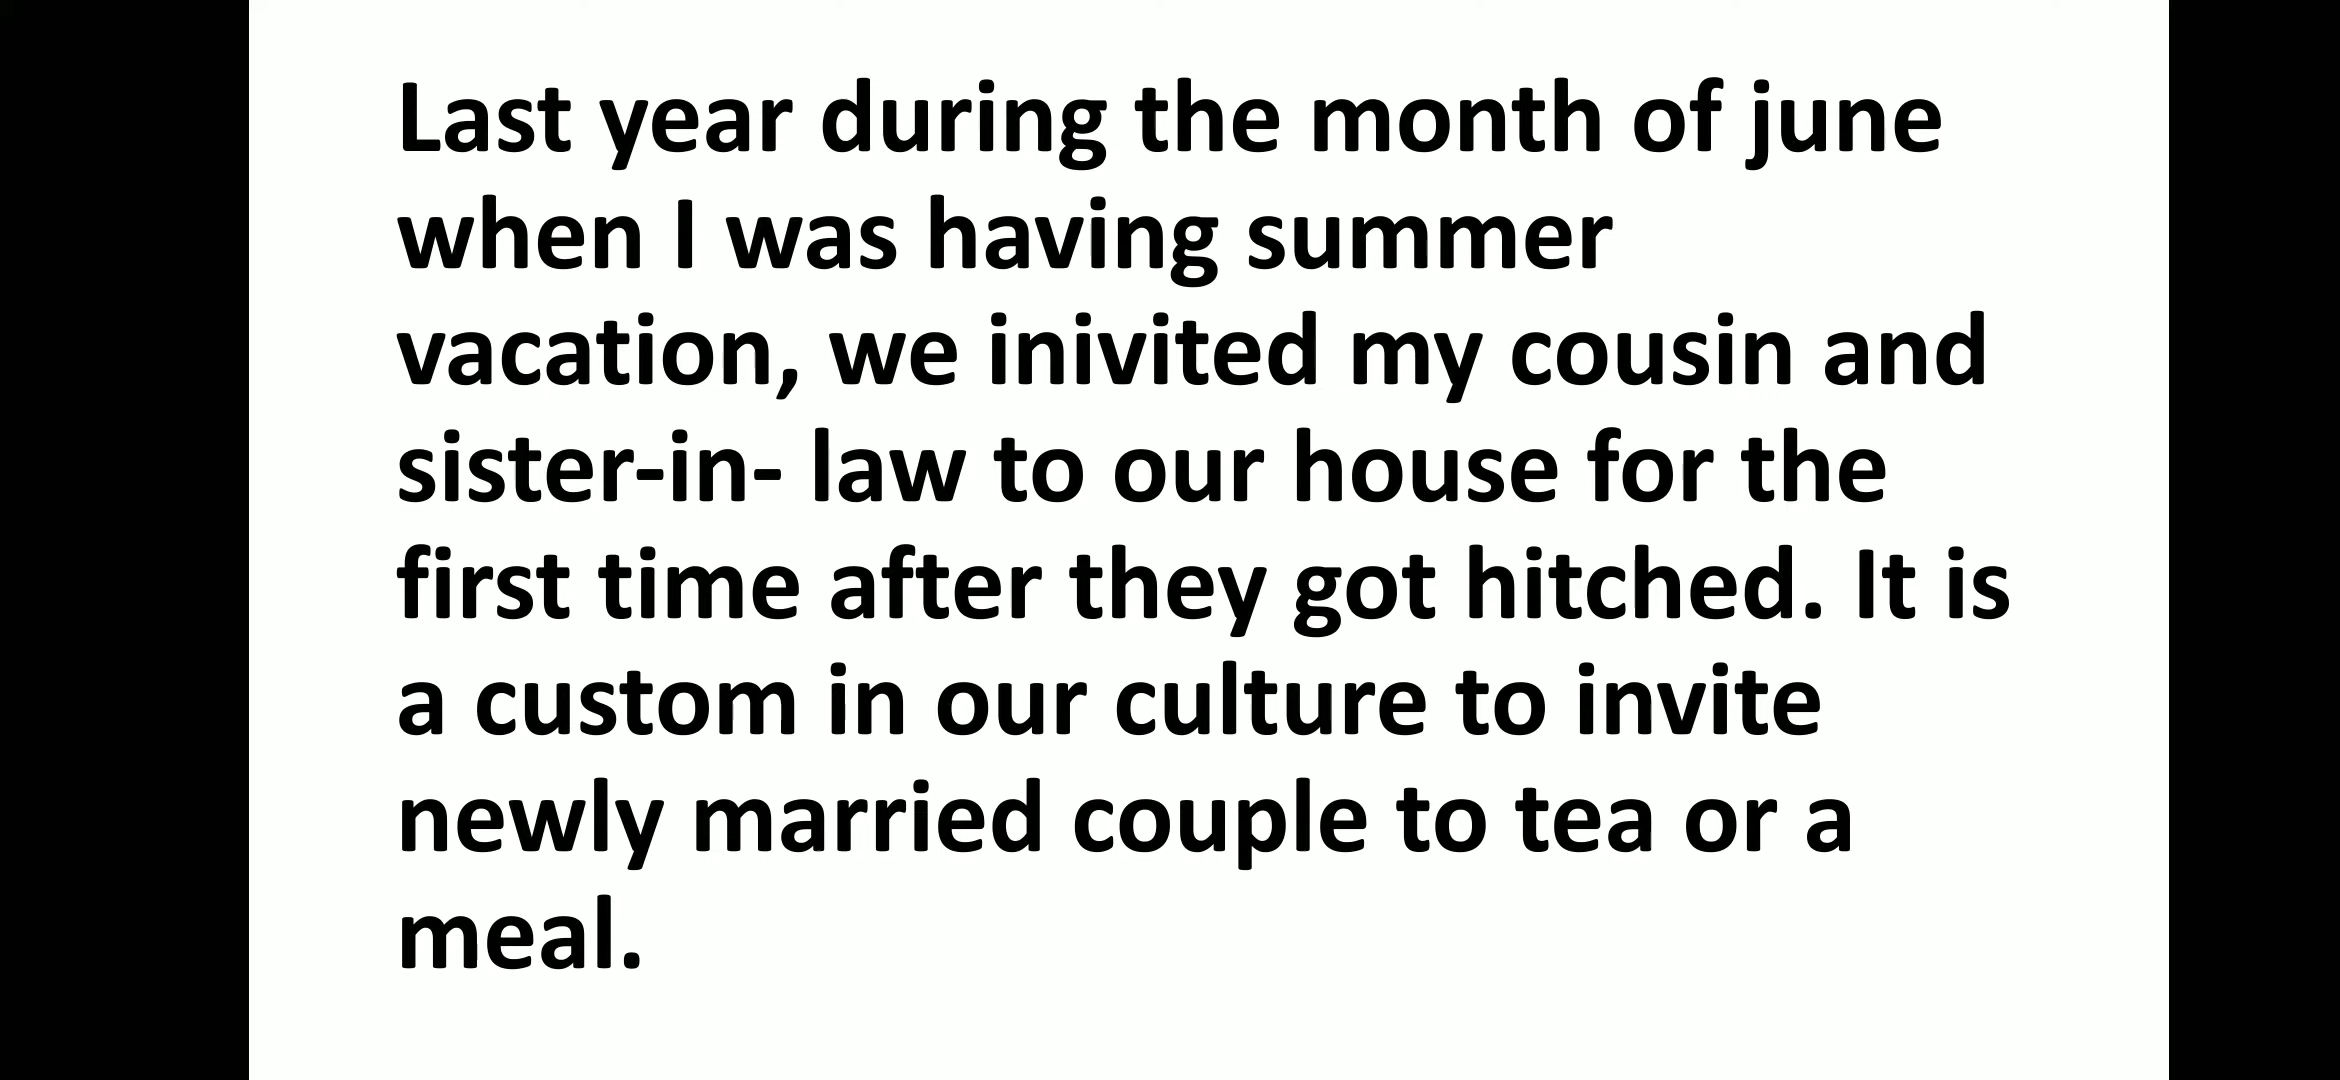 Last year during the month of june
when I was having summer
vacation, we inivited my cousin and
sister-in- law to our house for the
first time after they got hitched. It is
a custom in our culture to invite
newly married couple to tea or a
meal.